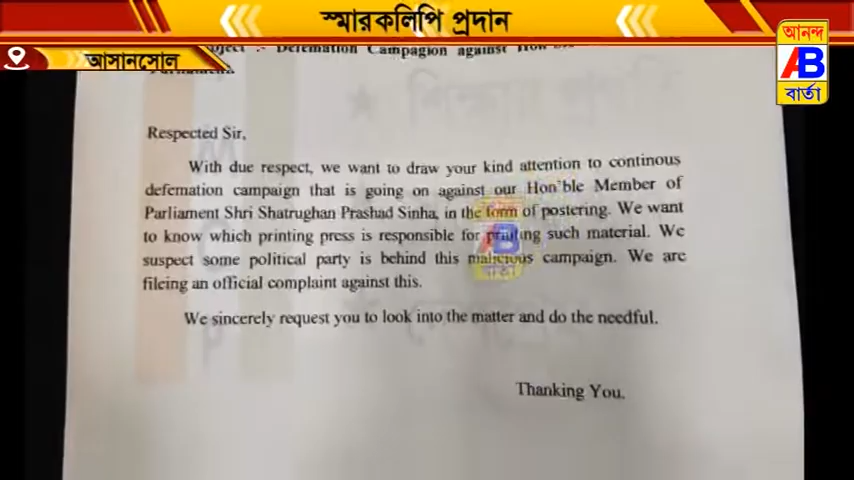 স্মারকলিপি প্রদান
আনন্দ
AB
বার্তা
আসানসোল
Defemation Campagion against Hon
Respected Sir,
With due respect, we want to draw your kind attention to continous
defemation campaign that is going on against our Hon'ble Member of
Parliament Shri Shatrughan Prashad Sinha, in the form of postering. We want
to know which printing press is responsible for printing such material. We
suspect some political party is behind this malicious campaign. We are
fileing an official complaint against this.
We sincerely request you to look into the matter and do the needful.
Thanking You.
AB
বার্তা